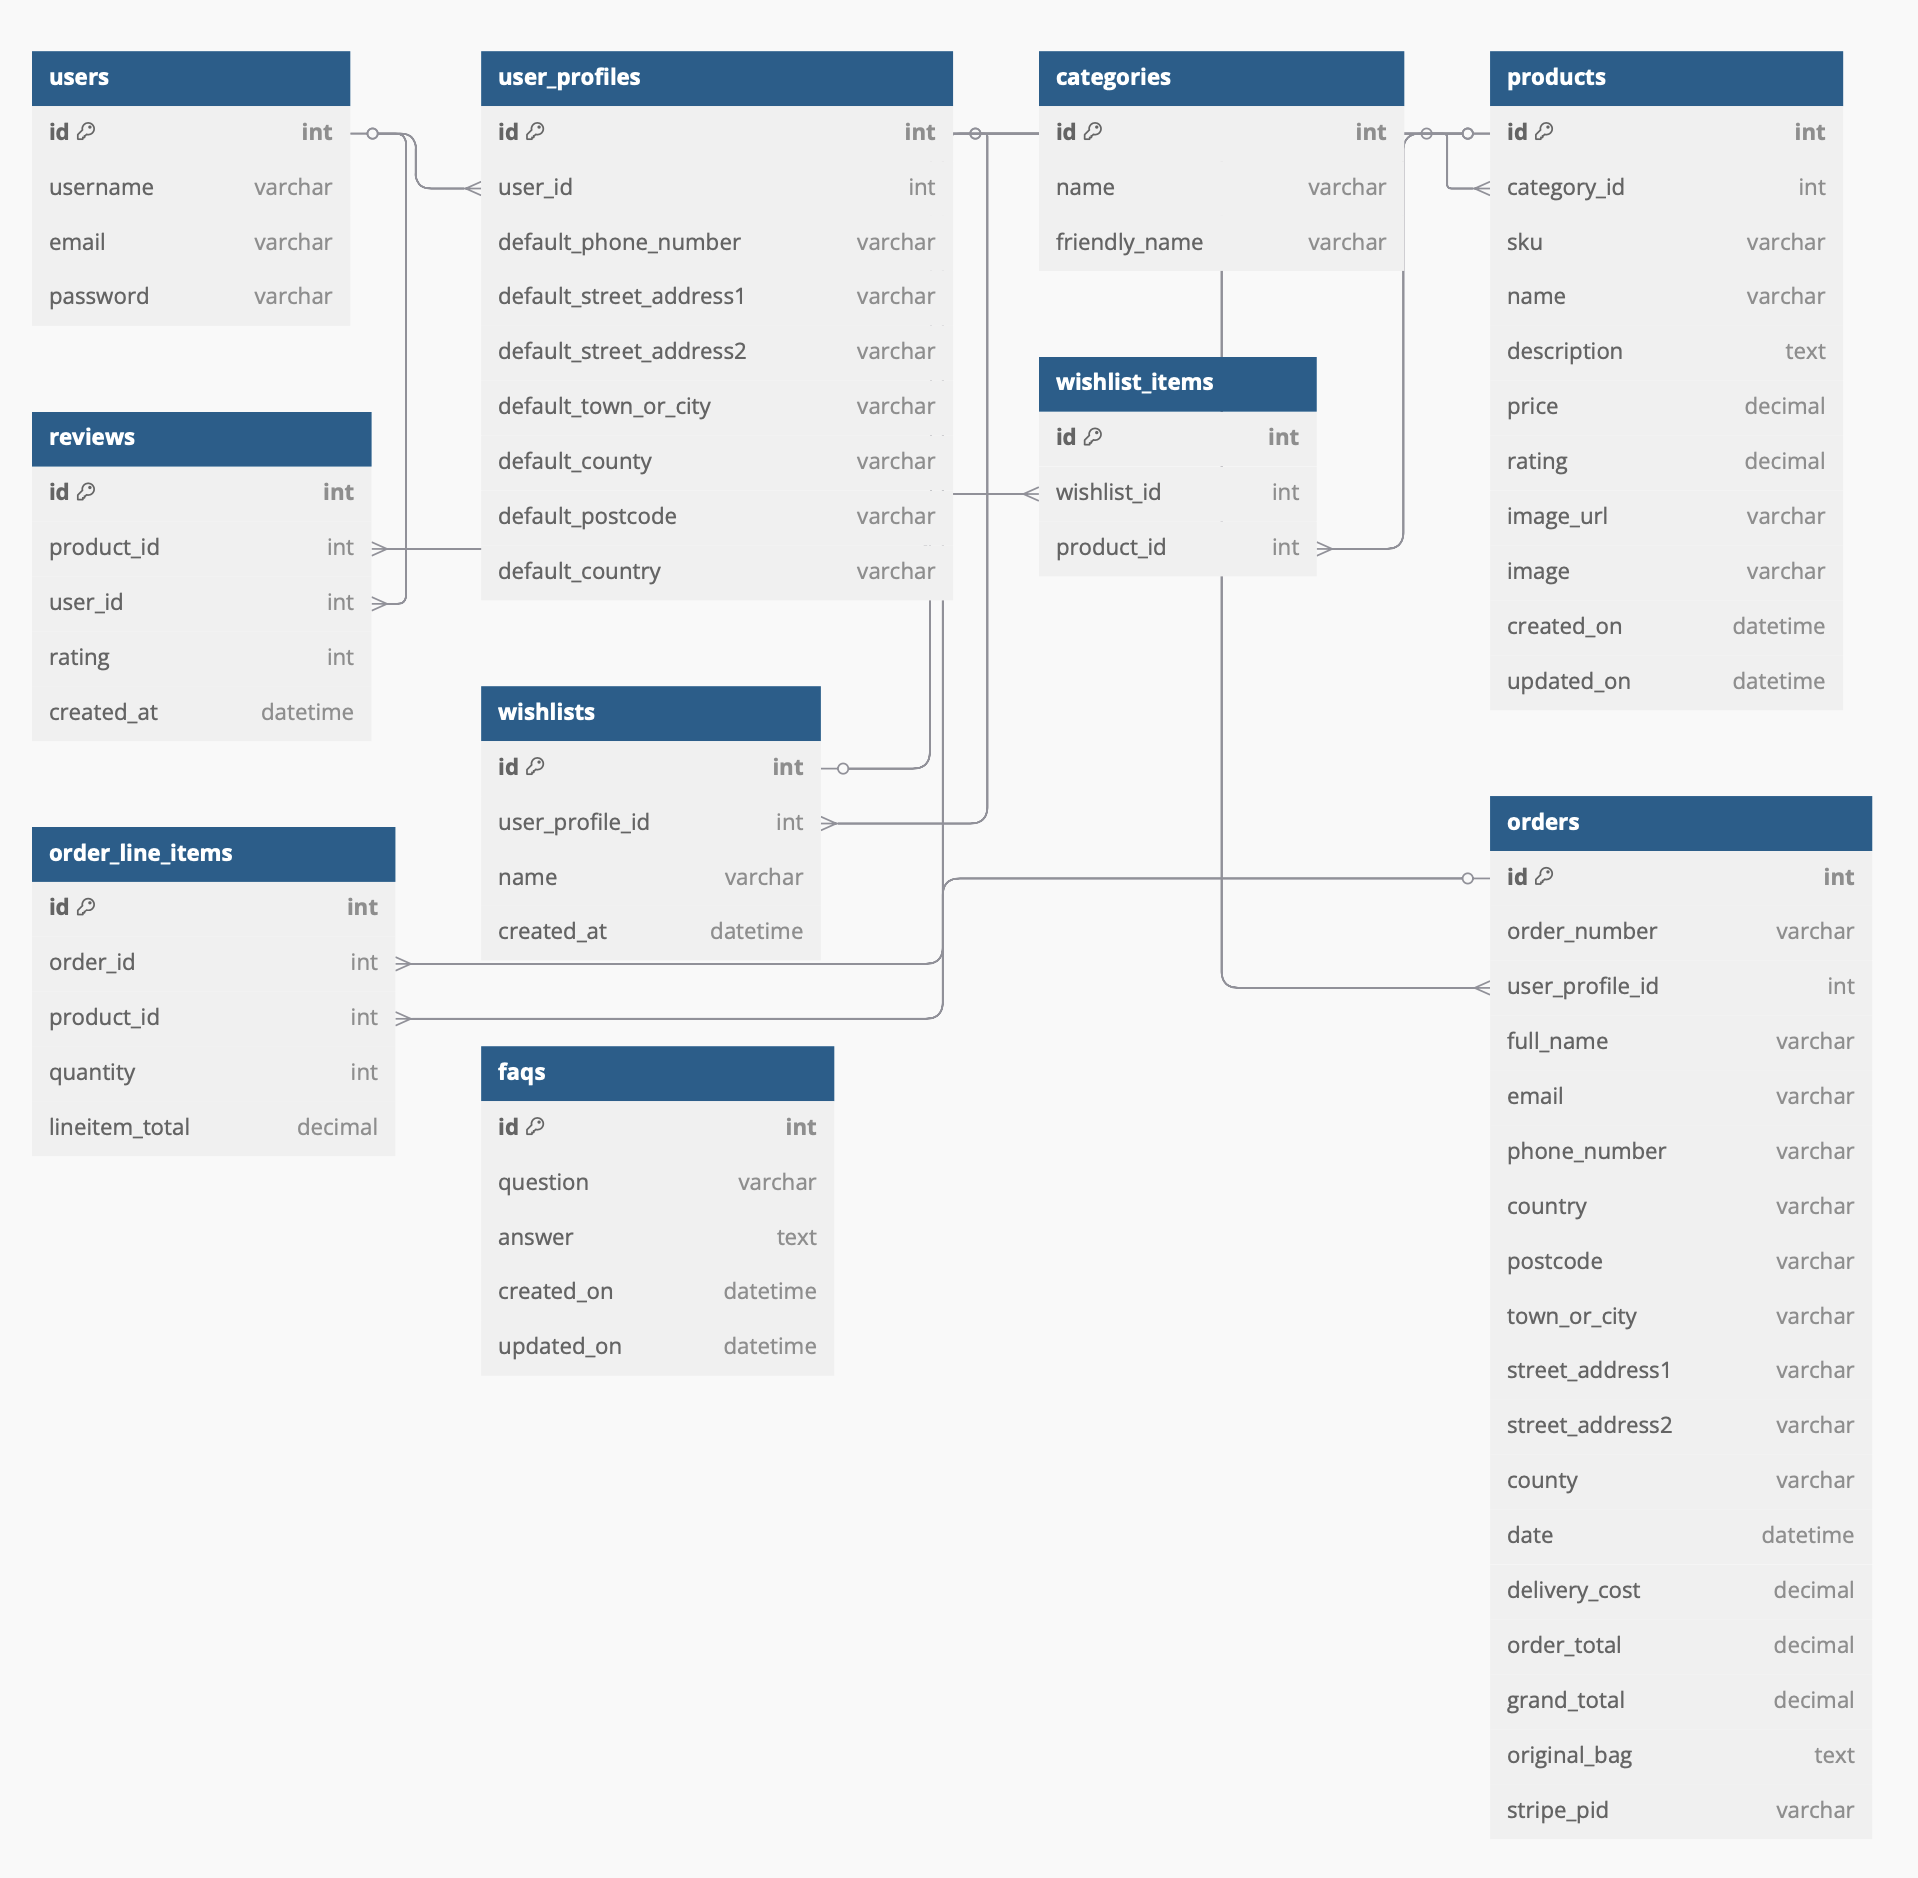 users
id int
username varchar
email varchar
password varchar
user_profiles
id int
user_id int
default_phone_number varchar
default_street_address1 varchar
default_street_address2 varchar
default_town_or_city varchar
default_county varchar
default_postcode varchar
default_country varchar
categories
id int
name varchar
friendly_name varchar
products
id int
category_id int
sku varchar
name varchar
description text
price decimal
rating decimal
image_url varchar
image varchar
created_on datetime
updated_on datetime
reviews
id int
product_id int
user_id int
rating int
created_at datetime
wishlist_items
id int
wishlist_id int
product_id int
wishlists
id int
user_profile_id int
name varchar
created_at datetime
order_line_items
id int
order_id int
product_id int
quantity int
lineitem_total decimal
faqs
id int
question varchar
answer text
created_on datetime
updated_on datetime
orders
id int
order_number varchar
user_profile_id int
full_name varchar
email varchar
phone_number varchar
country varchar
postcode varchar
town_or_city varchar
street_address1 varchar
street_address2 varchar
county varchar
date datetime
delivery_cost decimal
order_total decimal
grand_total decimal
original_bag text
stripe_pid varchar